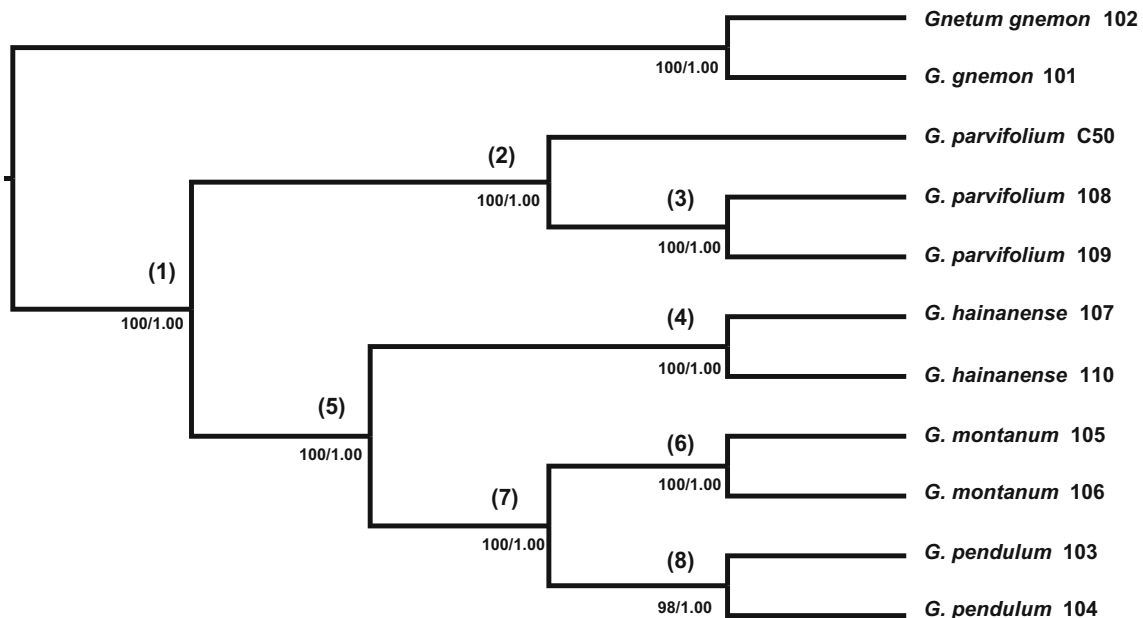 Gnetum gnemon 102
100/1.00
G. gnemon 101
G. parvifolium C50
(2)
100/1.00
(3)
G. parvifolium 108
100/1.00
G. parvifolium 109
(1)
100/1.00
G. hainanense 107
(4)
100/1.00
G. hainanense 110
(5)
100/1.00
G. montanum 105
(6)
100/1.00
G. montanum 106
(7)
100/1.00
G. pendulum 103
(8)
98/1.00
G. pendulum 104